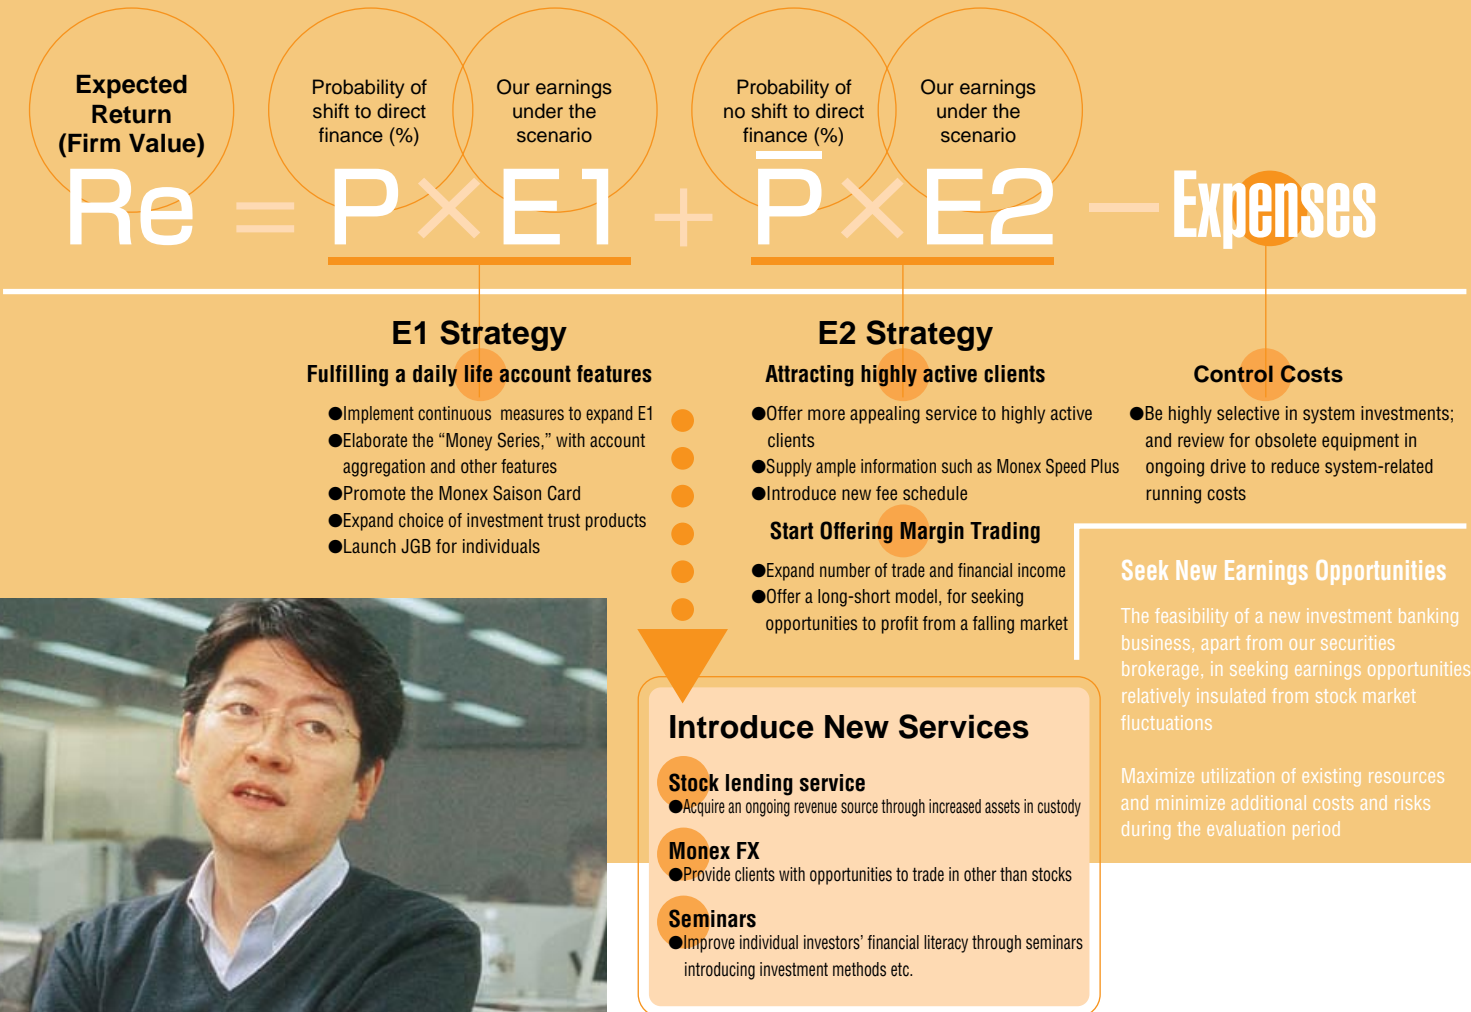 Expected
Return
(Firm Value)
Probability of
shift to direct
finance (%)
Our earnings
under the
scenario
Probability of
no shift to direct
finance (%)
Our earnings
under the
scenario
Re = P × E1 + P̅ × E2 − Expenses
E1 Strategy
Fulfilling a daily life account features
●Implement continuous measures to expand E1
●Elaborate the “Money Series,” with account
aggregation and other features
●Promote the Monex Saison Card
●Expand choice of investment trust products
●Launch JGB for individuals
E2 Strategy
Attracting highly active clients
●Offer more appealing service to highly active
clients
●Supply ample information such as Monex Speed Plus
●Introduce new fee schedule
Start Offering Margin Trading
●Expand number of trade and financial income
●Offer a long-short model, for seeking
opportunities to profit from a falling market
Control Costs
●Be highly selective in system investments;
and review for obsolete equipment in
ongoing drive to reduce system-related
running costs
Seek New Earnings Opportunities
The feasibility of a new investment banking
business, apart from our securities
brokerage, in seeking earnings opportunities
relatively insulated from stock market
fluctuations
Maximize utilization of existing resources
and minimize additional costs and risks
during the evaluation period
Introduce New Services
Stock lending service
●Acquire an ongoing revenue source through increased assets in custody
Monex FX
●Provide clients with opportunities to trade in other than stocks
Seminars
●Improve individual investors’ financial literacy through seminars
introducing investment methods etc.